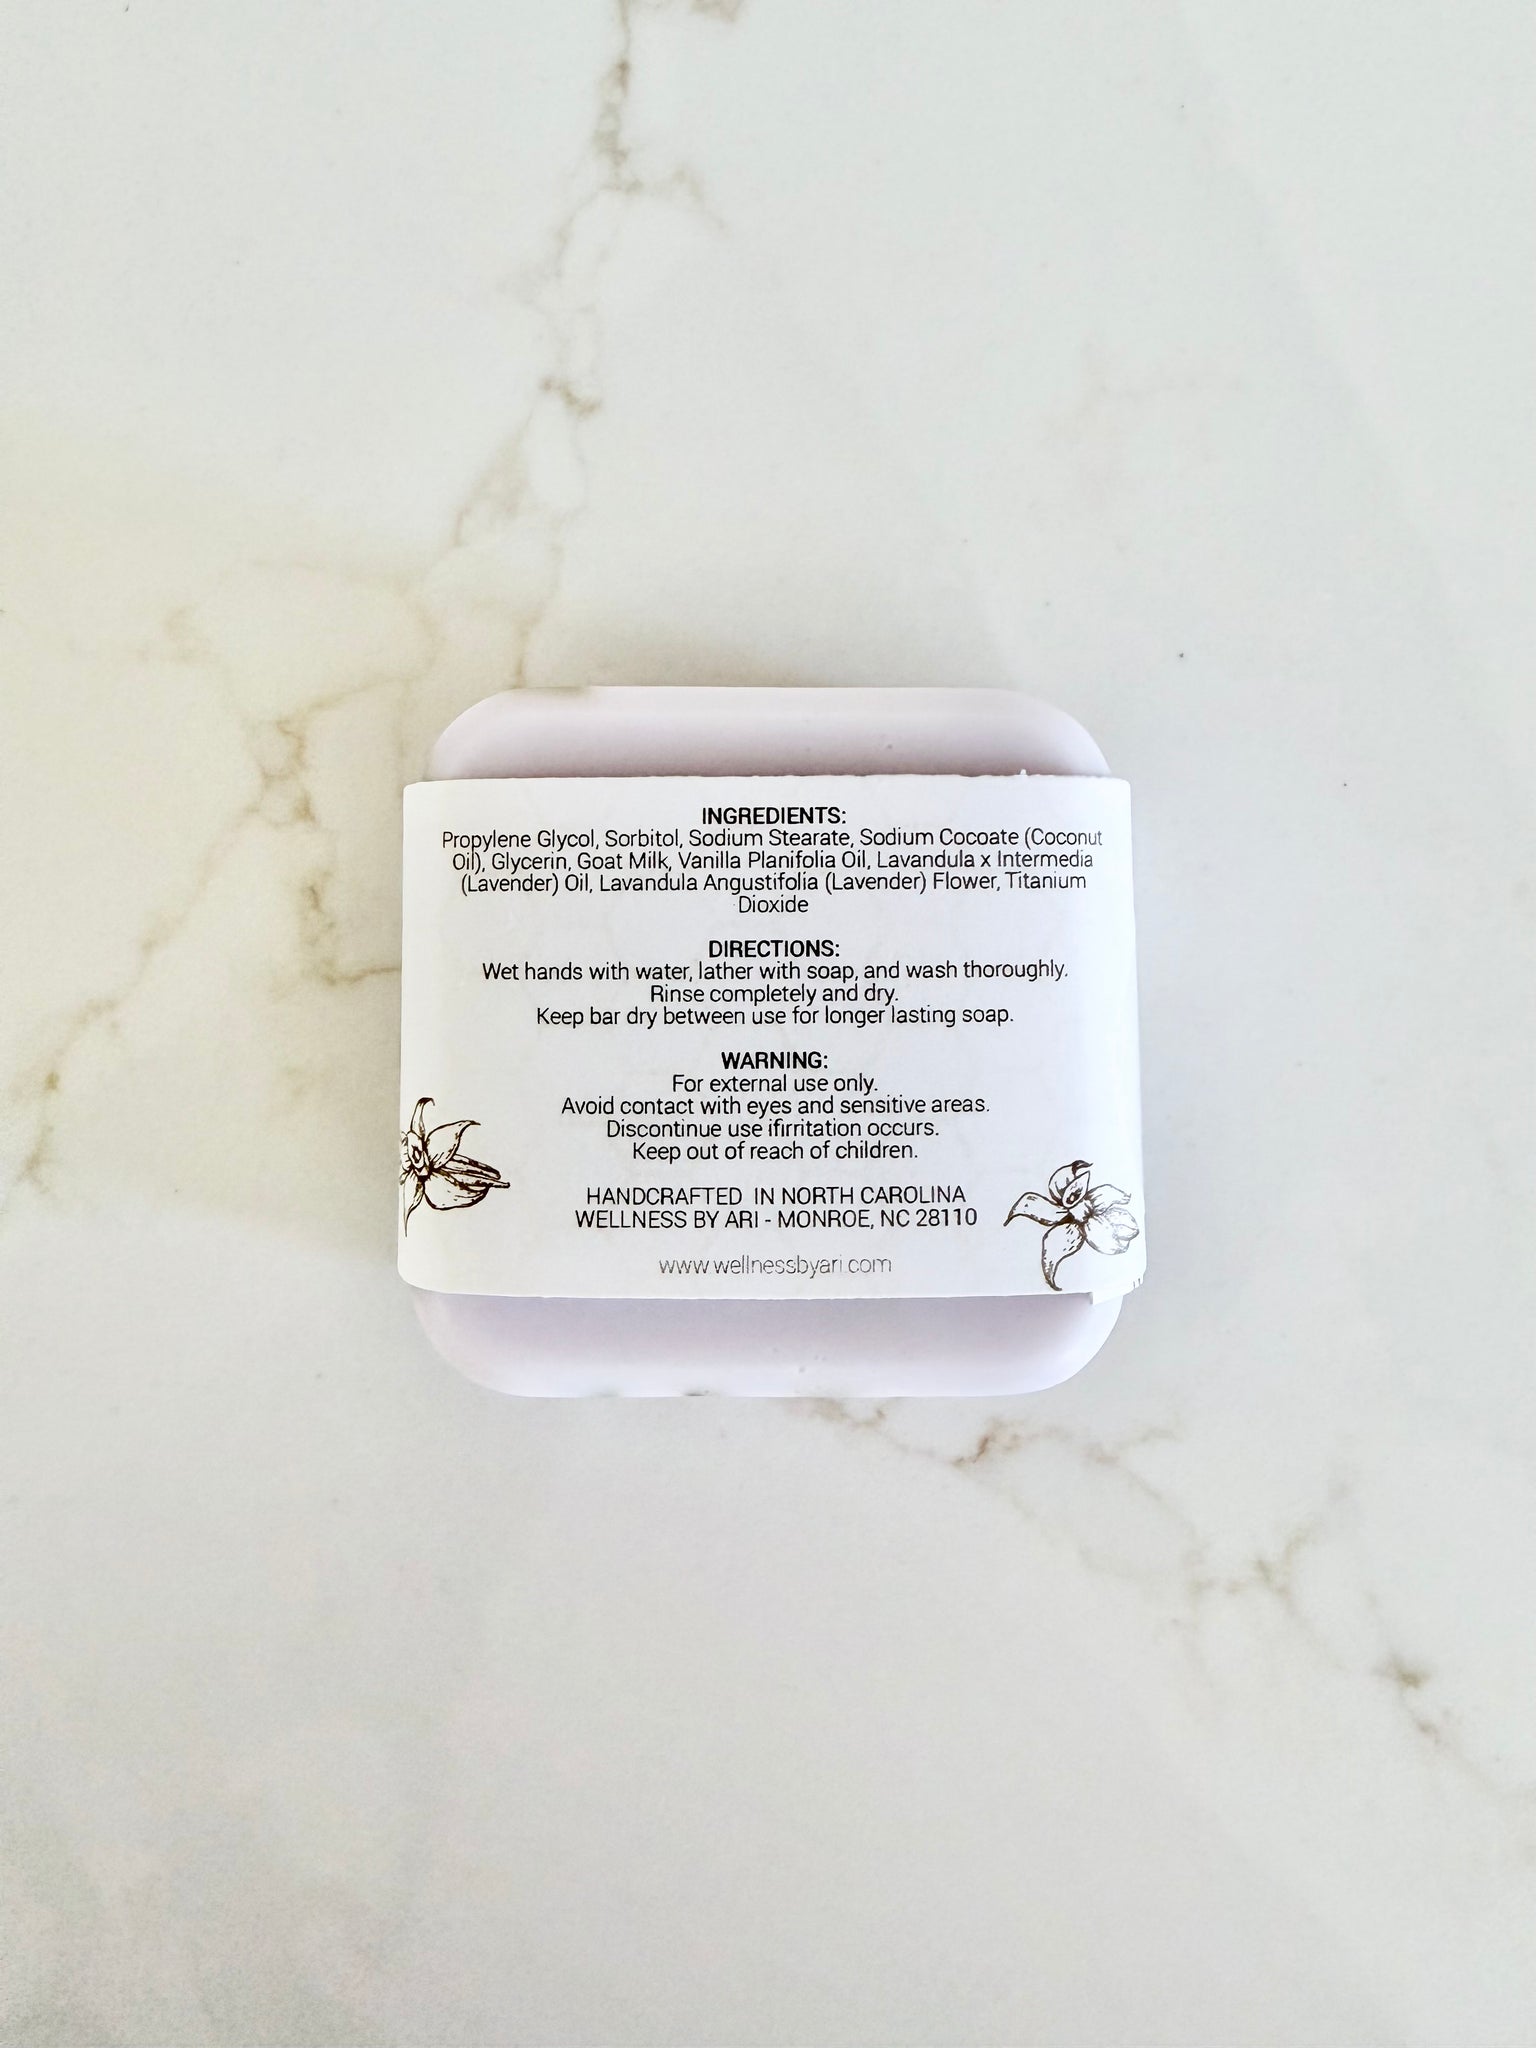 INGREDIENTS:
Propylene Glycol, Sorbitol, Sodium Stearate, Sodium Cocoate (Coconut
Oil), Glycerin, Goat Milk, Vanilla Planifolia Oil, Lavandula x Intermedia
(Lavender) Oil, Lavandula Angustifolia (Lavender) Flower, Titanium
Dioxide
DIRECTIONS:
Wet hands with water, lather with soap, and wash thoroughly.
Rinse completely and dry.
Keep bar dry between use for longer lasting soap.
WARNING:
For external use only.
Avoid contact with eyes and sensitive areas.
Discontinue use ifirritation occurs.
Keep out of reach of children.
HANDCRAFTED IN NORTH CAROLINA
WELLNESS BY ARI - MONROE, NC 28110
www.wellnessbyari.com